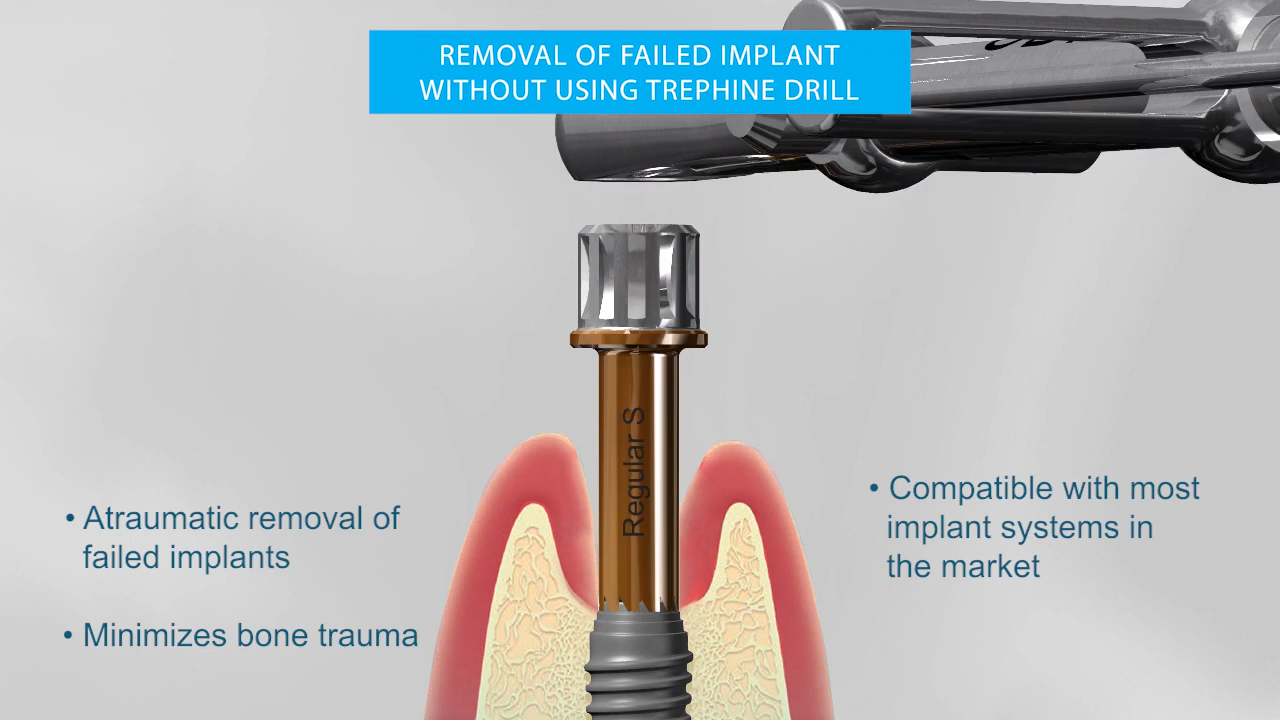 REMOVAL OF FAILED IMPLANT
WITHOUT USING TREPHINE DRILL
Regular S
• Atraumatic removal of
failed implants
• Minimizes bone trauma
• Compatible with most
implant systems in
the market